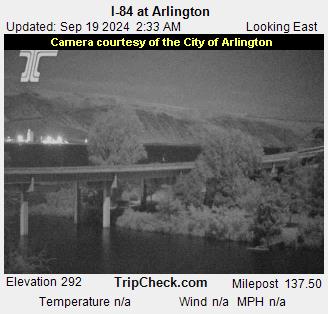 I-84 at Arlington
Updated: Sep 19 2024 2:33 AM Looking East
Camera courtesy of the City of Arlington
Elevation 292 TripCheck.com Milepost 137.50
Temperature n/a Wind n/a MPH n/a